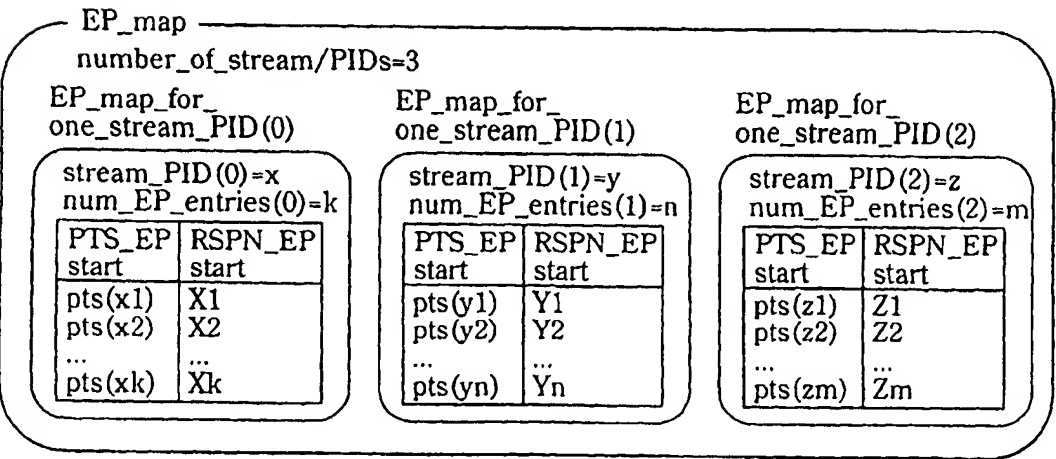 EP_map
number_of_stream/PIDs=3
EP_map_for_
one_stream_PID(0)
stream_PID(0)=x
num_EP_entries(0)=k
PTS_EP RSPN_EP
start start
pts(x1) X1
pts(x2) X2
... ...
pts(xk) Xk
EP_map_for_
one_stream_PID(1)
stream_PID(1)=y
num_EP_entries(1)=n
PTS_EP RSPN_EP
start start
pts(y1) Y1
pts(y2) Y2
... ...
pts(yn) Yn
EP_map_for_
one_stream_PID(2)
stream_PID(2)=z
num_EP_entries(2)=m
PTS_EP RSPN_EP
start start
pts(z1) Z1
pts(z2) Z2
... ...
pts(zm) Zm